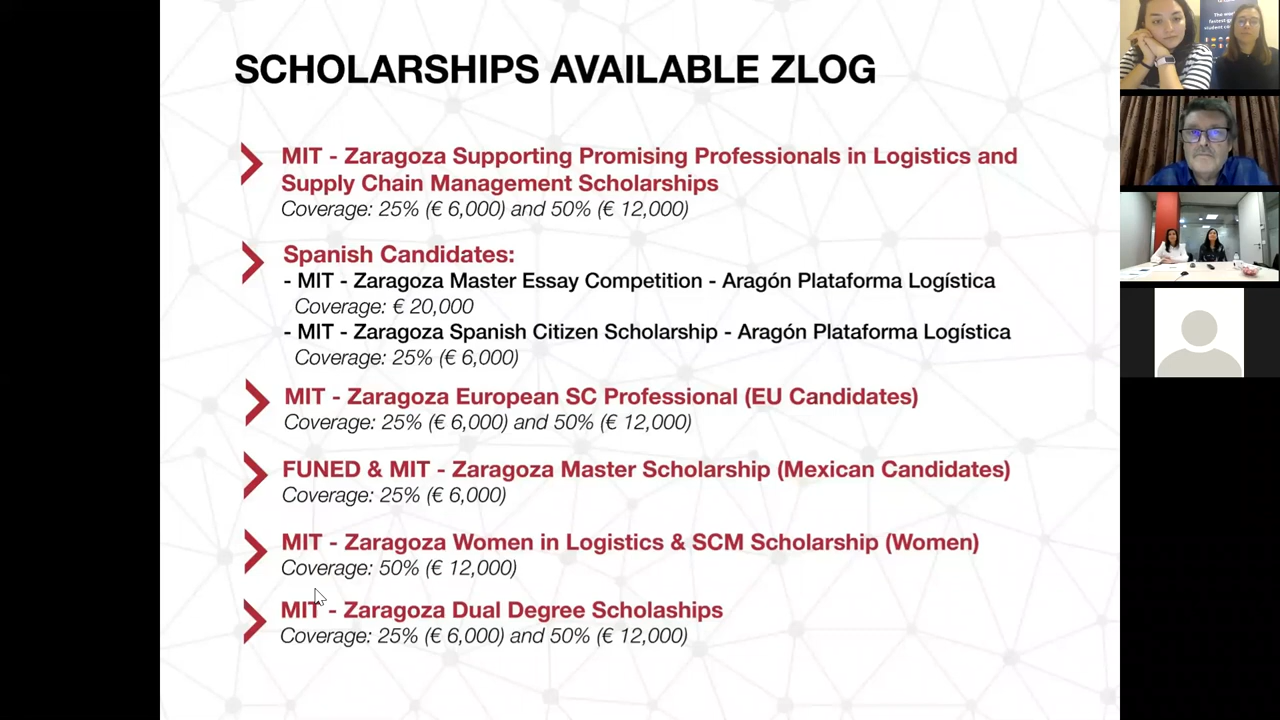 SCHOLARSHIPS AVAILABLE ZLOG
MIT - Zaragoza Supporting Promising Professionals in Logistics and
Supply Chain Management Scholarships
Coverage: 25% (€ 6,000) and 50% (€ 12,000)
Spanish Candidates:
- MIT - Zaragoza Master Essay Competition - Aragón Plataforma Logística
Coverage: € 20,000
- MIT - Zaragoza Spanish Citizen Scholarship - Aragón Plataforma Logística
Coverage: 25% (€ 6,000)
MIT - Zaragoza European SC Professional (EU Candidates)
Coverage: 25% (€ 6,000) and 50% (€ 12,000)
FUNED & MIT - Zaragoza Master Scholarship (Mexican Candidates)
Coverage: 25% (€ 6,000)
MIT - Zaragoza Women in Logistics & SCM Scholarship (Women)
Coverage: 50% (€ 12,000)
MIT - Zaragoza Dual Degree Scholaships
Coverage: 25% (€ 6,000) and 50% (€ 12,000)